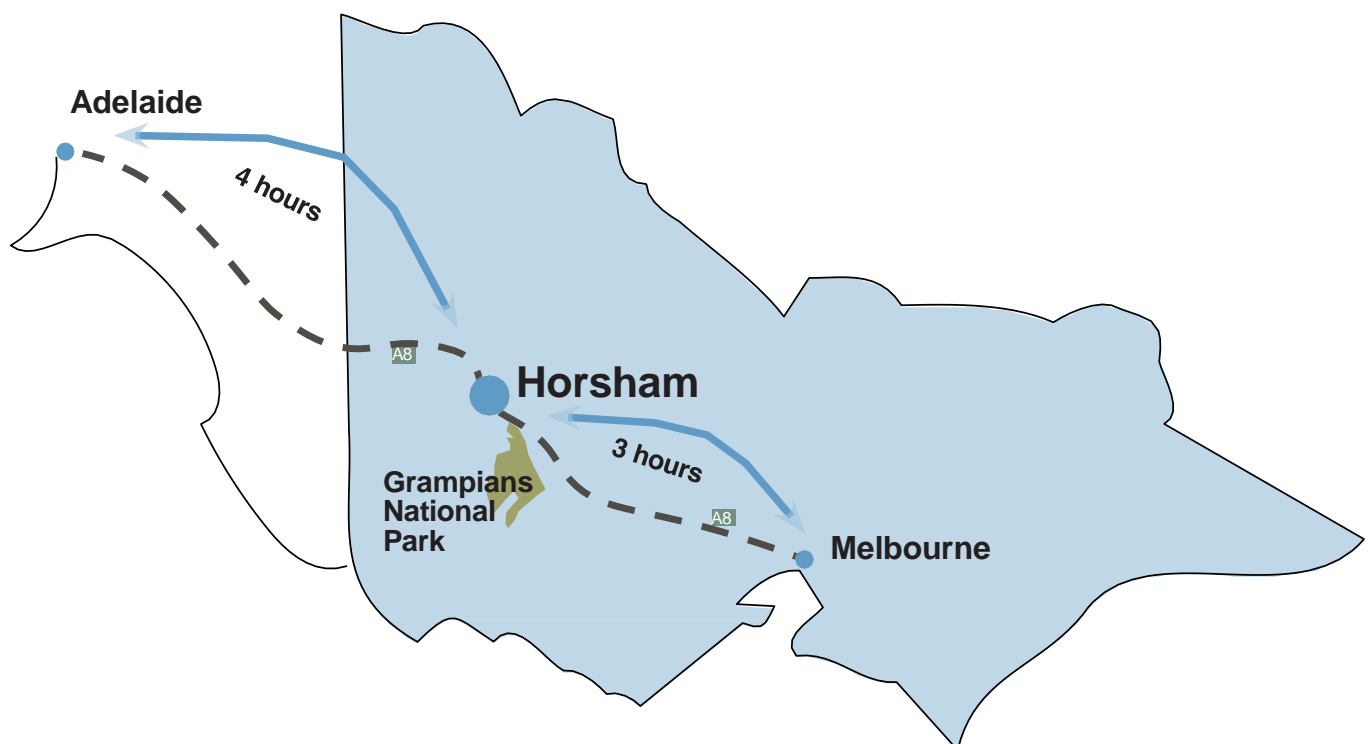 Adelaide
4 hours
A8
Horsham
3 hours
Grampians
National
Park
A8
Melbourne